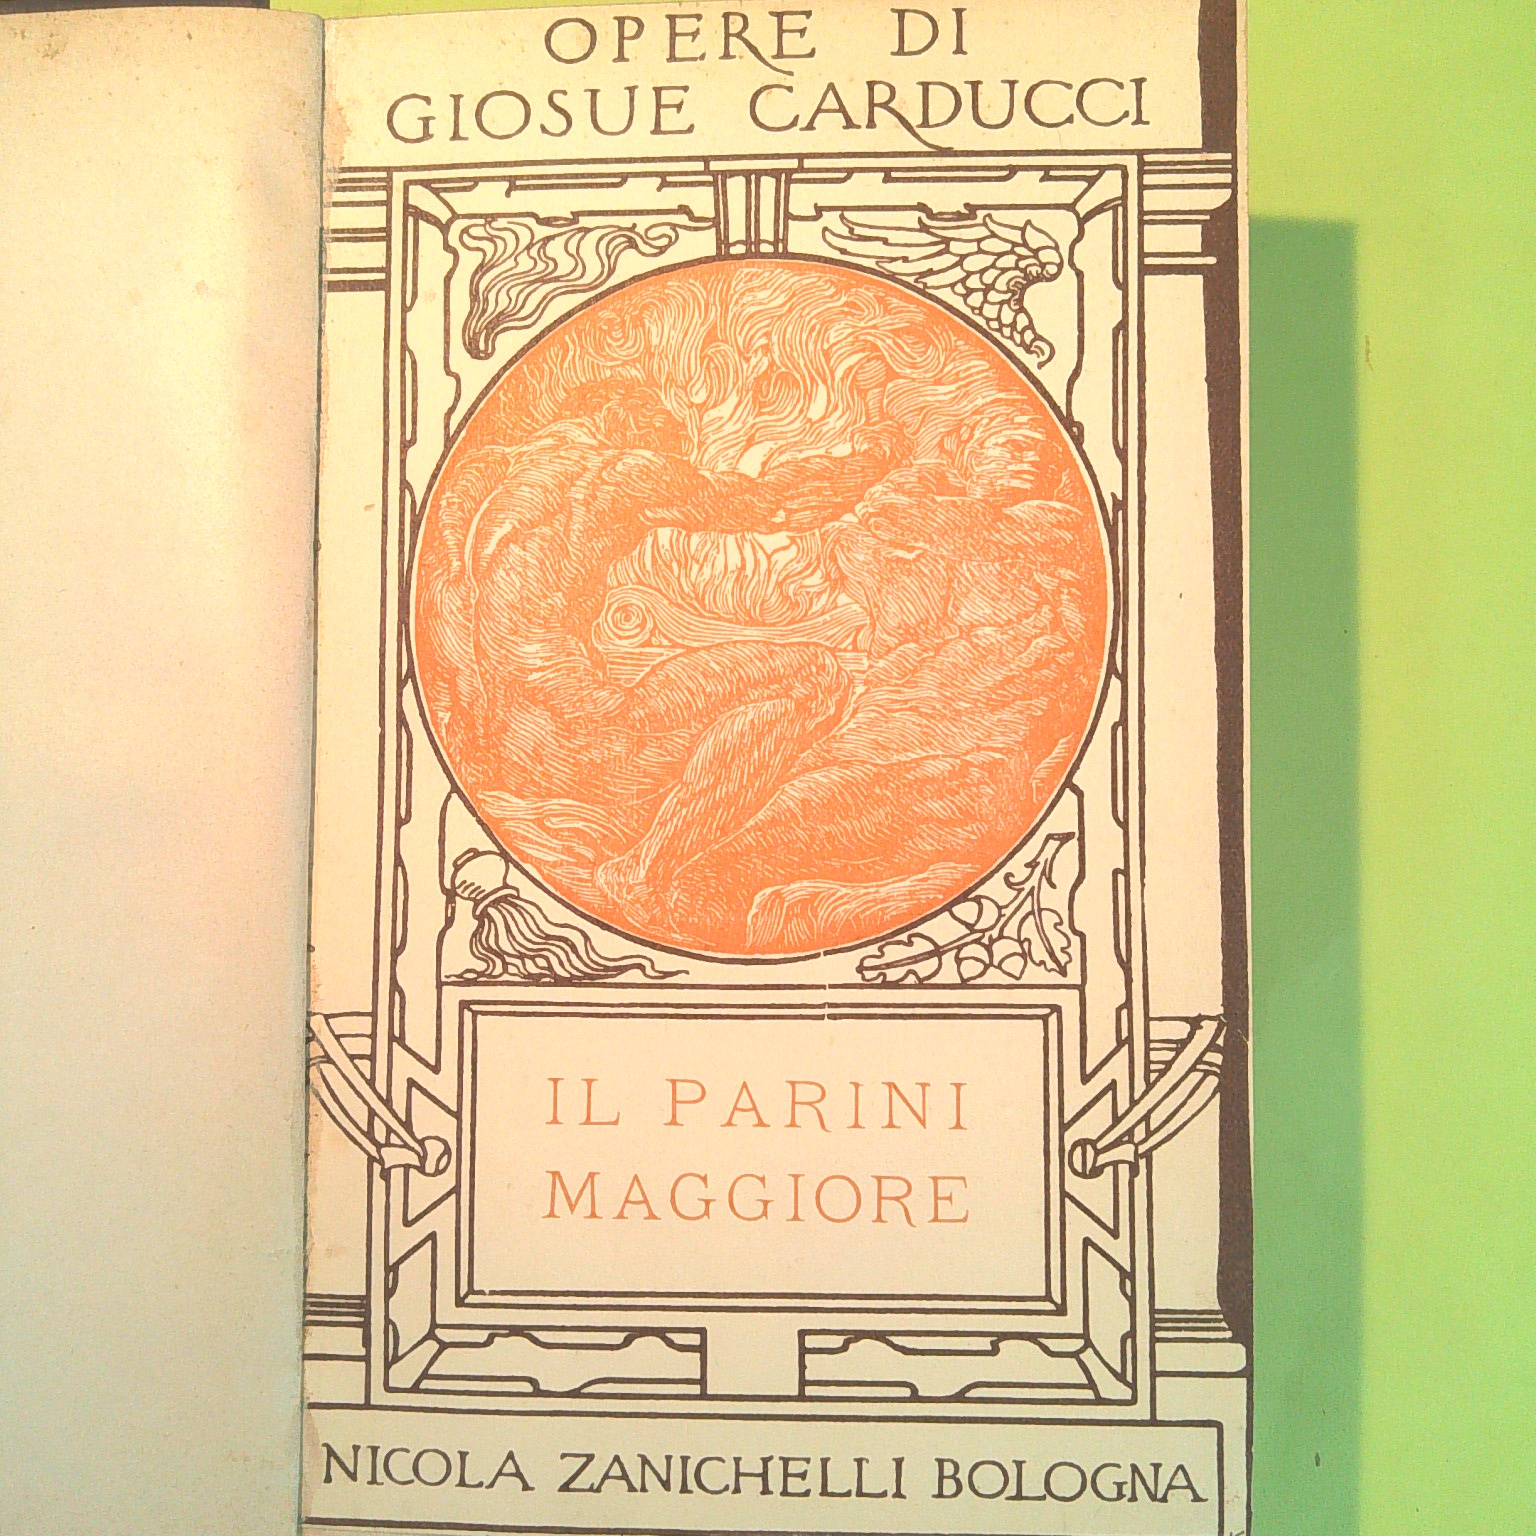 OPERE DI
GIOSUE CARDUCCI
IL PARINI
MAGGIORE
NICOLA ZANICHELLI BOLOGNA